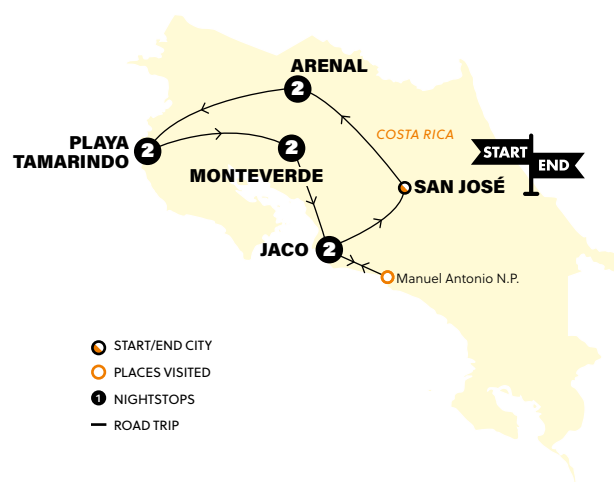 ARENAL
2
COSTA RICA
PLAYA
TAMARINDO
2
2
MONTEVERDE
START
END
SAN JOSÉ
JACO
2
Manuel Antonio N.P.
START/END CITY
PLACES VISITED
1
NIGHTSTOPS
ROAD TRIP